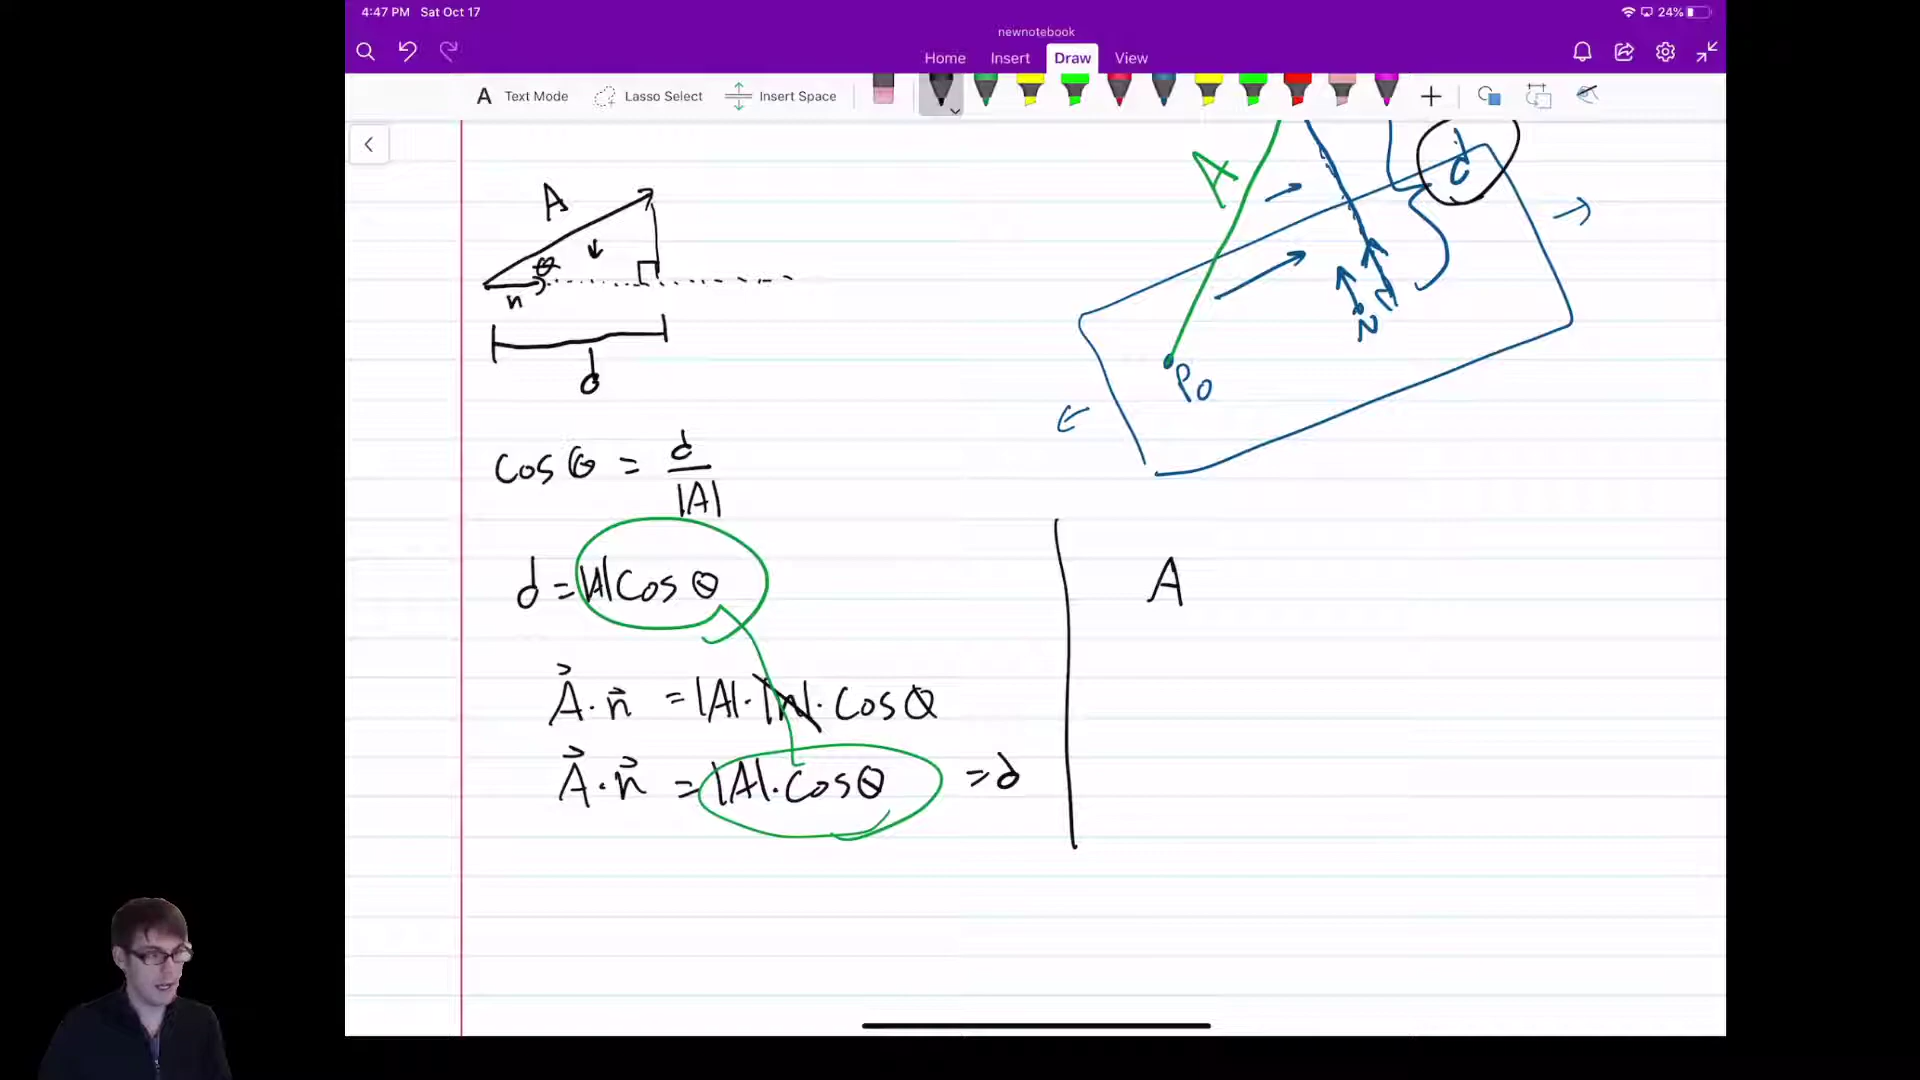 4:47 PM Sat Oct 17
24%
newnotebook
Home Insert Draw View
A Text Mode Lasso Select Insert Space
A
θ
n
d
A
d
N
P0
cos θ = d/|A|
d = |A|cos θ
A
A⃗·n⃗ = |A|·|N|·cos θ
A⃗·n⃗ = |A|·cos θ = d